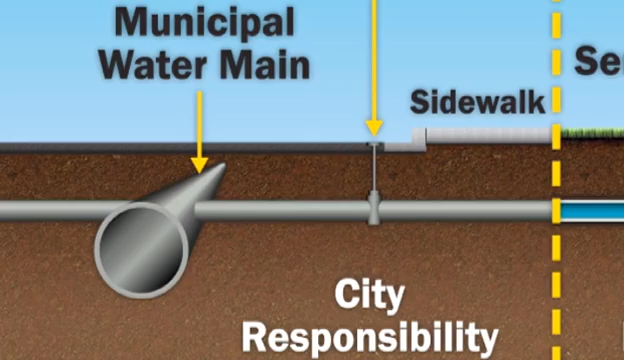 Municipal
Water Main
Sidewalk
City
Responsibility